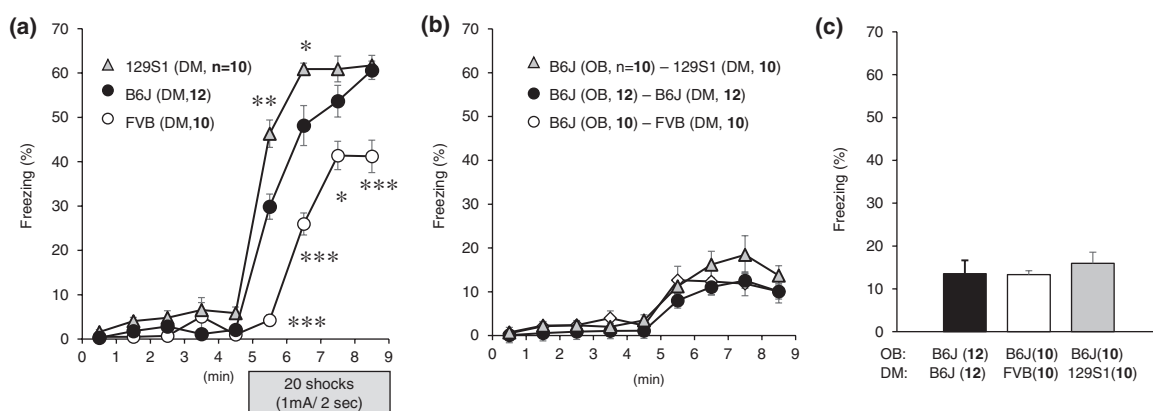 (a)
Freezing (%)
70
60
50
40
30
20
10
0
129S1 (DM, n=10)
B6J (DM,12)
FVB (DM,10)
*
**
*
***
***
***
0 1 2 3 4 5 6 7 8 9
(min)
20 shocks
(1mA/ 2 sec)
(b)
Freezing (%)
70
60
50
40
30
20
10
0
B6J (OB, n=10) – 129S1 (DM, 10)
B6J (OB, 12) – B6J (DM, 12)
B6J (OB, 10) – FVB (DM, 10)
0 1 2 3 4 5 6 7 8 9
(min)
(c)
Freezing (%)
70
60
50
40
30
20
10
0
OB: B6J (12) B6J(10) B6J(10)
DM: B6J (12) FVB(10) 129S1(10)